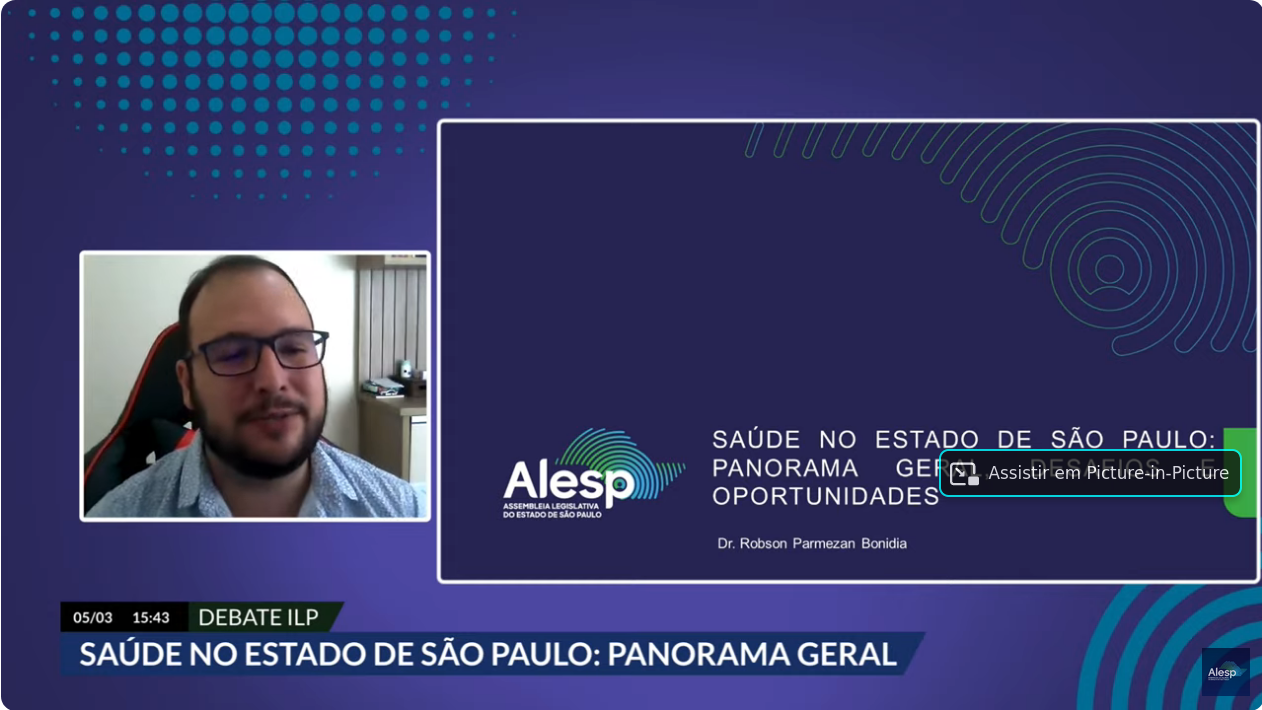 SAÚDE NO ESTADO DE SÃO PAULO:
PANORAMA GERAL, DESAFIOS E
OPORTUNIDADES
Assistir em Picture-in-Picture
Alesp
ASSEMBLEIA LEGISLATIVA
DO ESTADO DE SÃO PAULO
Dr. Robson Parmezan Bonidia
05/03 15:43 DEBATE ILP
SAÚDE NO ESTADO DE SÃO PAULO: PANORAMA GERAL
Alesp